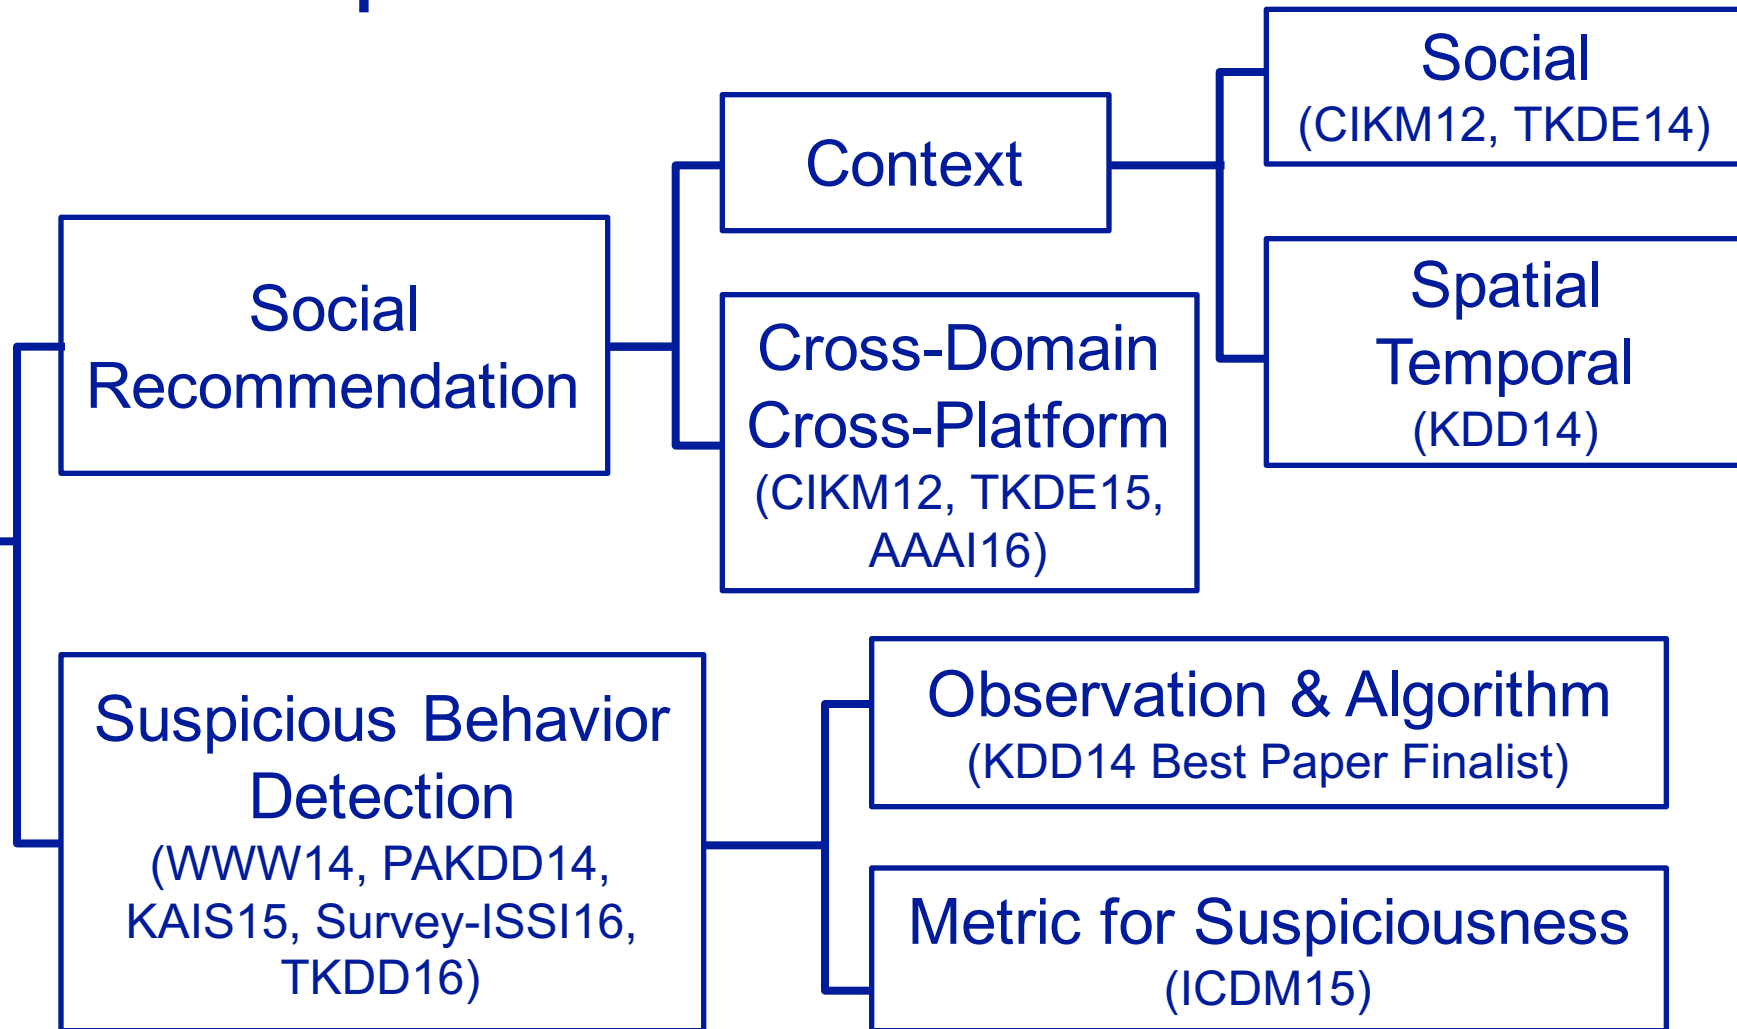 Social
Recommendation
Context
Social
(CIKM12, TKDE14)
Spatial
Temporal
(KDD14)
Cross-Domain
Cross-Platform
(CIKM12, TKDE15,
AAAI16)
Suspicious Behavior
Detection
(WWW14, PAKDD14,
KAIS15, Survey-ISSI16,
TKDD16)
Observation & Algorithm
(KDD14 Best Paper Finalist)
Metric for Suspiciousness
(ICDM15)